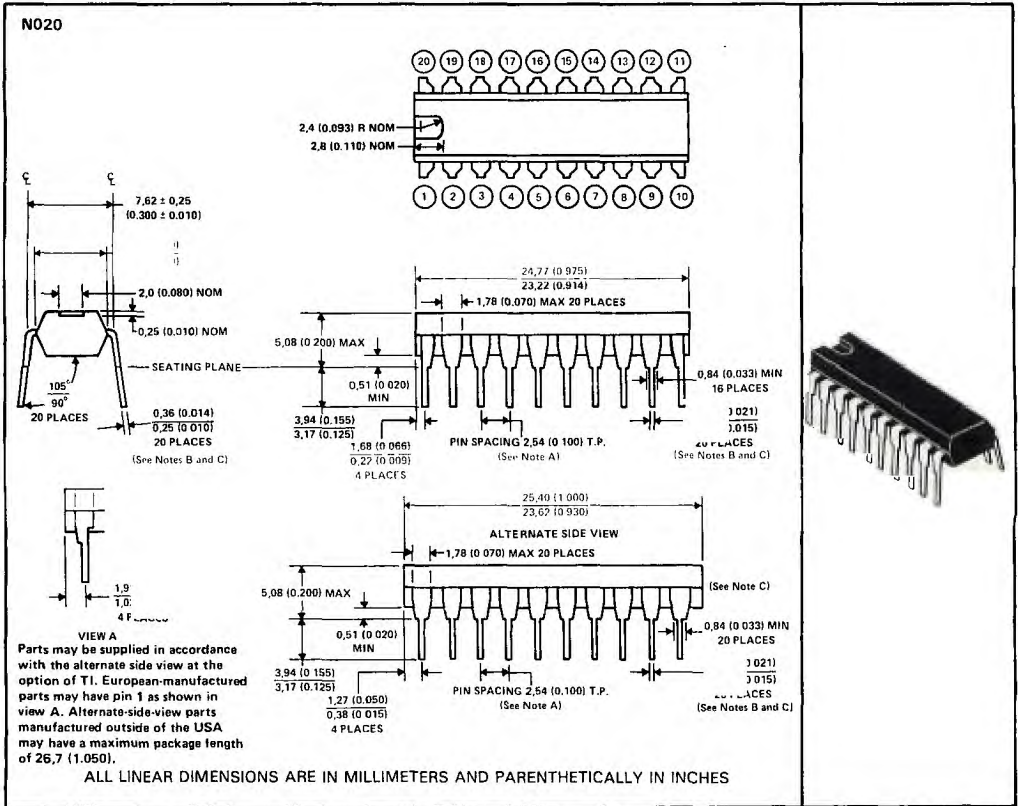 N020
20 19 18 17 16 15 14 13 12 11
2,4 (0.093) R NOM
2,8 (0.110) NOM
1 2 3 4 5 6 7 8 9 10
℄ ℄
7,62 ± 0,25
(0.300 ± 0.010)
2,0 (0.080) NOM
0,25 (0.010) NOM
SEATING PLANE
105°
90°
20 PLACES
0,36 (0.014)
0,25 (0 010)
20 PLACES
(See Notes B and C)
24,77 (0 975)
23,22 (0.914)
1,78 (0.070) MAX 20 PLACES
5,08 (0 200) MAX
0,51 (0 020)
MIN
3,94 (0.155)
3,17 (0.125)
1,68 (0 066)
0,22 (0 009)
4 PLACES
PIN SPACING 2,54 (0 100) T.P.
(See Note A)
0,84 (0.033) MIN
16 PLACES
021)
.015)
PLACES
(See Notes B and C)
25,40 (1 000)
23,62 (0 930)
ALTERNATE SIDE VIEW
1,78 (0 070) MAX 20 PLACES
5,08 (0.200) MAX
(See Note C)
0,51 (0 020)
MIN
0,84 (0 033) MIN
20 PLACES
3,94 (0 155)
3,17 (0.125)
1,27 (0.050)
0,38 (0 015)
4 PLACES
PIN SPACING 2,54 (0.100) T.P.
(See Note A)
021)
015)
PLACES
(See Notes B and C)
1,9
1,0
4
VIEW A
Parts may be supplied in accordance
with the alternate side view at the
option of TI. European-manufactured
parts may have pin 1 as shown in
view A. Alternate-side-view parts
manufactured outside of the USA
may have a maximum package length
of 26,7 (1.050).
ALL LINEAR DIMENSIONS ARE IN MILLIMETERS AND PARENTHETICALLY IN INCHES